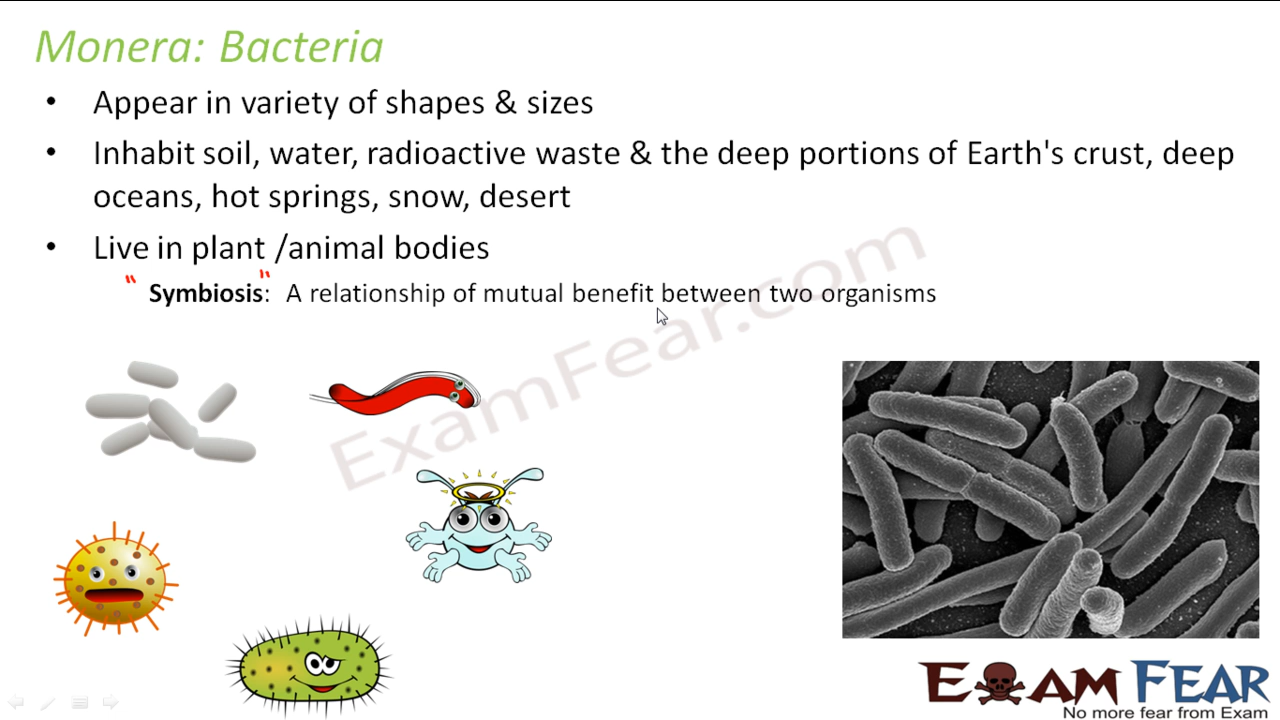 Monera: Bacteria
• Appear in variety of shapes & sizes
• Inhabit soil, water, radioactive waste & the deep portions of Earth's crust, deep
oceans, hot springs, snow, desert
• Live in plant /animal bodies
"Symbiosis": A relationship of mutual benefit between two organisms
ExamFear.com
EXAM FEAR
No more fear from Exam